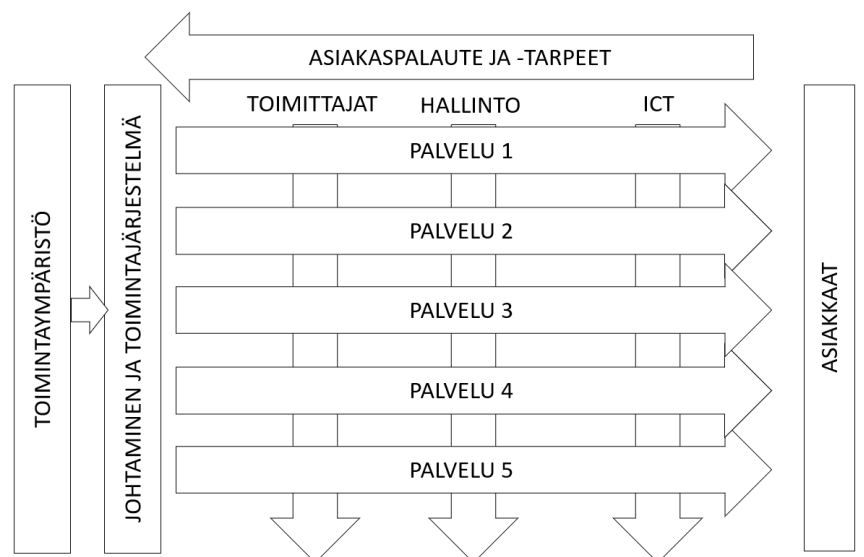 ASIAKASPALAUTE JA -TARPEET
TOIMINTAYMPÄRISTÖ
JOHTAMINEN JA TOIMINTAJÄRJESTELMÄ
TOIMITTAJAT
HALLINTO
ICT
PALVELU 1
PALVELU 2
PALVELU 3
PALVELU 4
PALVELU 5
ASIAKKAAT